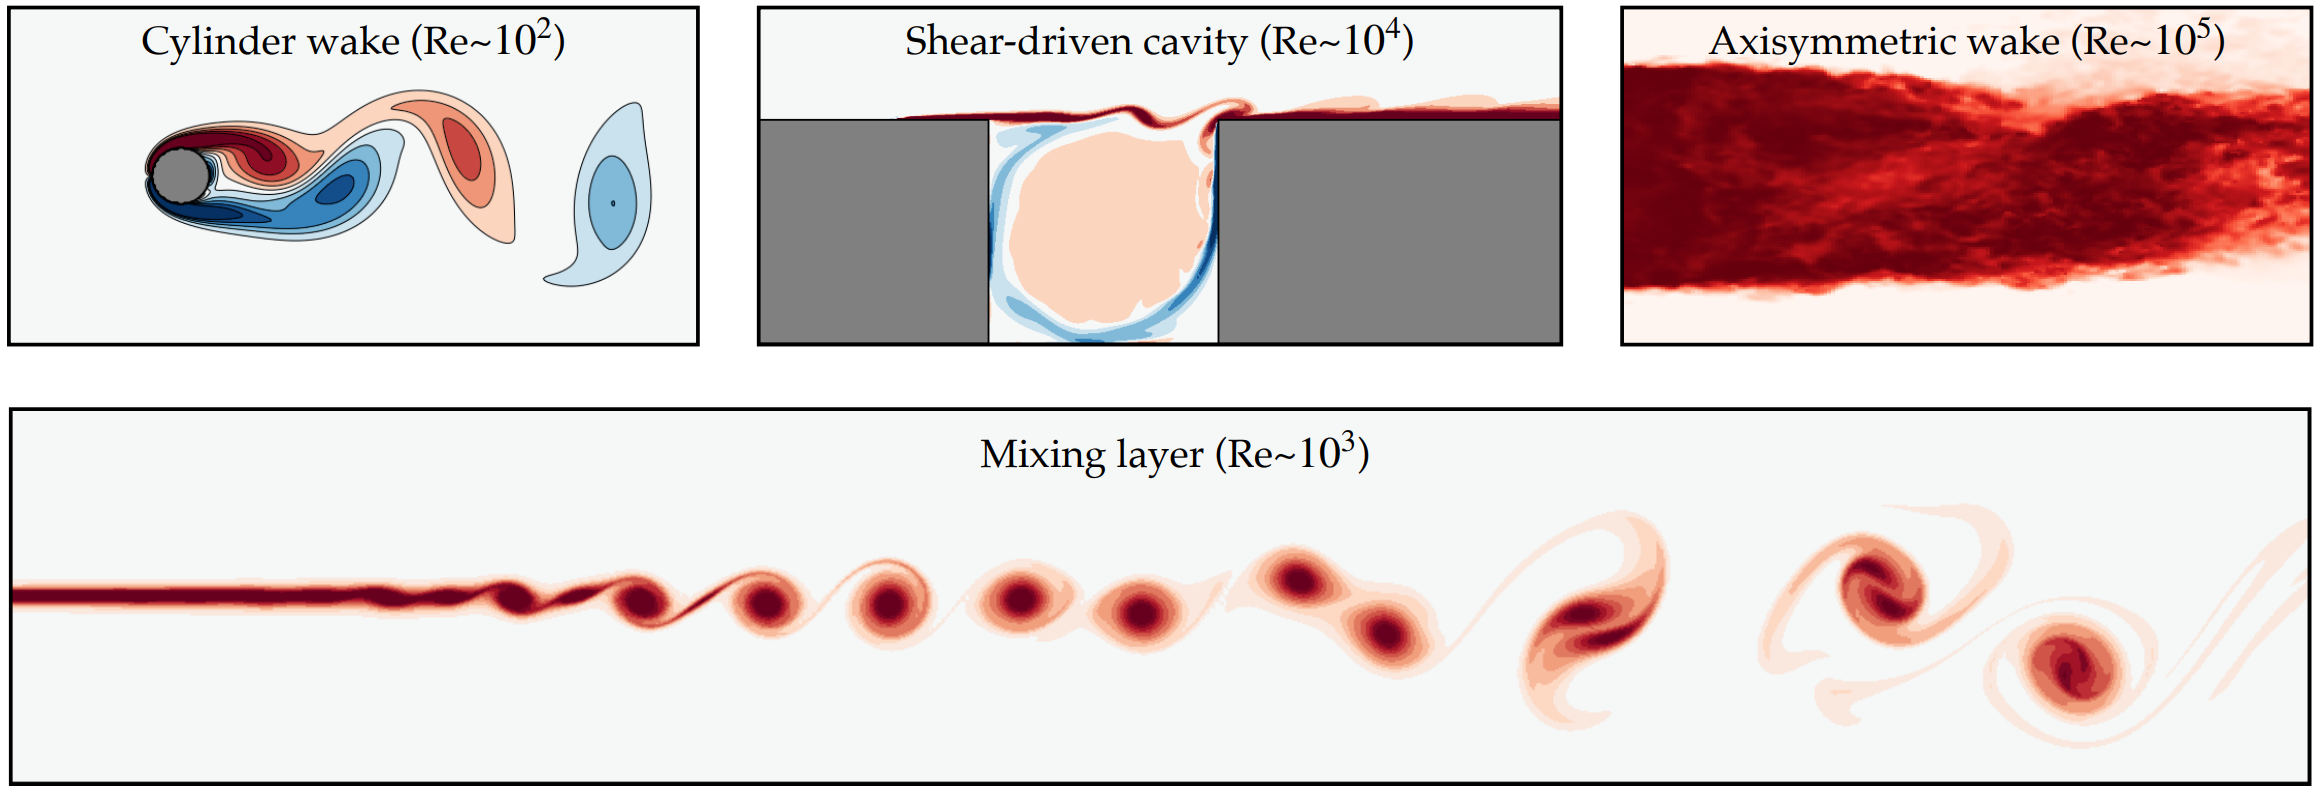 Cylinder wake (Re~10²)
Shear-driven cavity (Re~10⁴)
Axisymmetric wake (Re~10⁵)
Mixing layer (Re~10³)